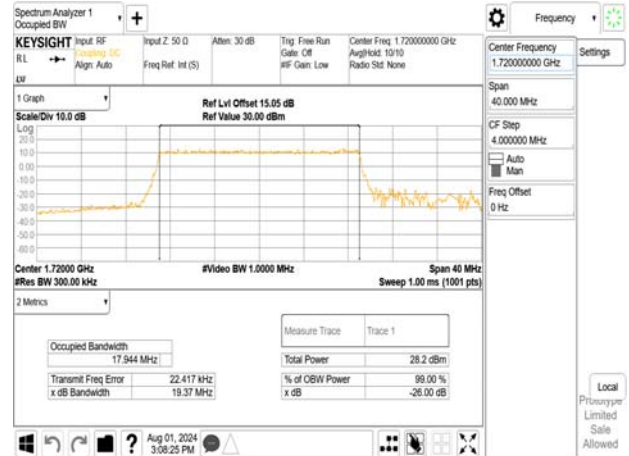 Spectrum Analyzer 1
Occupied BW
+
Frequency
KEYSIGHT
RL
LXI
Input: RF
Coupling: DC
Align: Auto
Input Z: 50 Ω
Freq Ref: Int (S)
Atten: 30 dB
Trig: Free Run
Gate: Off
#IF Gain: Low
Center Freq: 1.720000000 GHz
Avg|Hold: 10/10
Radio Std: None
Center Frequency
1.720000000 GHz
Settings
Span
40.000 MHz
CF Step
4.000000 MHz
Auto
Man
Freq Offset
0 Hz
1 Graph
Scale/Div 10.0 dB
Ref Lvl Offset 15.05 dB
Ref Value 30.00 dBm
Log
20.0
10.0
0.00
-10.0
-20.0
-30.0
-40.0
-50.0
-60.0
Center 1.72000 GHz
#Res BW 300.00 kHz
#Video BW 1.0000 MHz
Span 40 MHz
Sweep 1.00 ms (1001 pts)
2 Metrics
Measure Trace
Trace 1
Occupied Bandwidth
17.944 MHz
Total Power
28.2 dBm
Transmit Freq Error
22.417 kHz
% of OBW Power
99.00 %
x dB Bandwidth
19.37 MHz
x dB
-26.00 dB
Local
Prototype
Limited
Sale
Allowed
?
Aug 01, 2024
3:08:25 PM